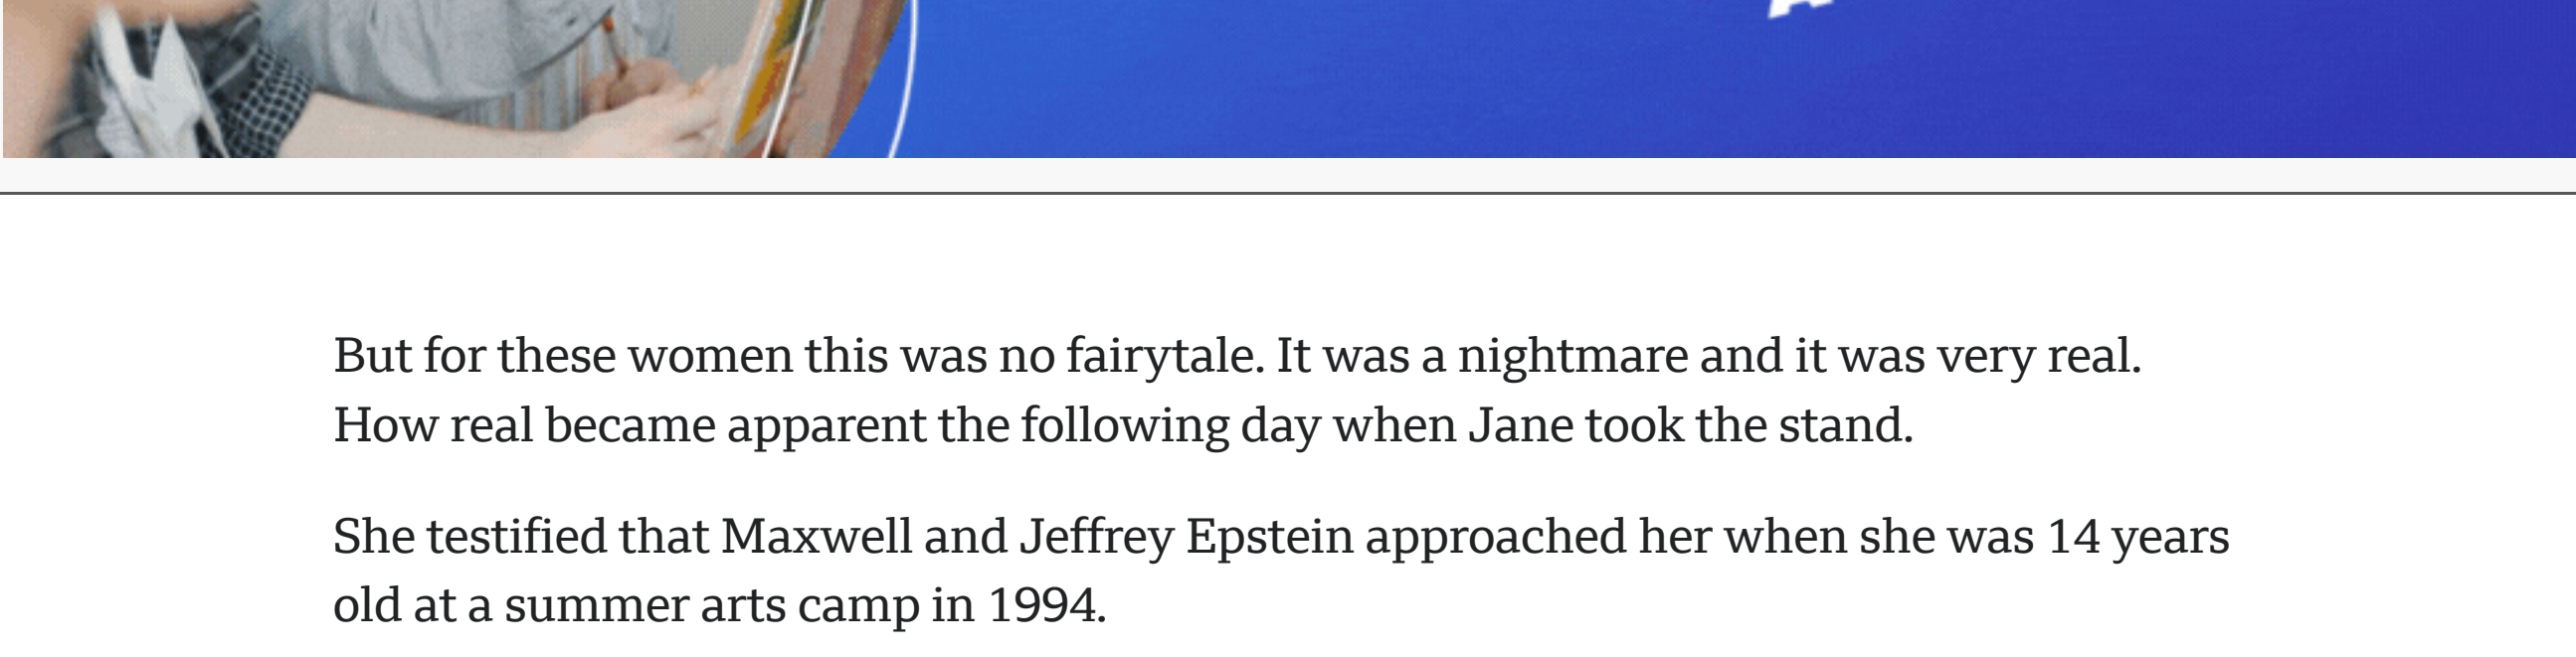 But for these women this was no fairytale. It was a nightmare and it was very real.
How real became apparent the following day when Jane took the stand.
She testified that Maxwell and Jeffrey Epstein approached her when she was 14 years
old at a summer arts camp in 1994.